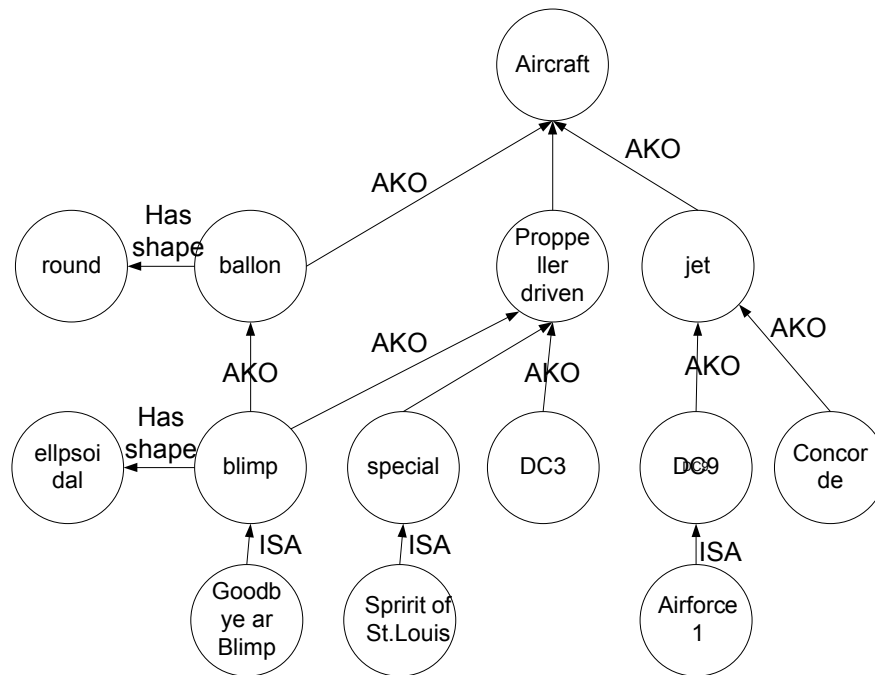 Aircraft
AKO
AKO
Has
shape
round
ballon
Proppe
ller
driven
jet
AKO
AKO
AKO
AKO
AKO
Has
shape
ellpsoi
dal
blimp
special
DC3
DC9
DC9
Concor
de
ISA
ISA
ISA
Goodb
ye ar
Blimp
Spririt of
St.Louis
Airforce
1